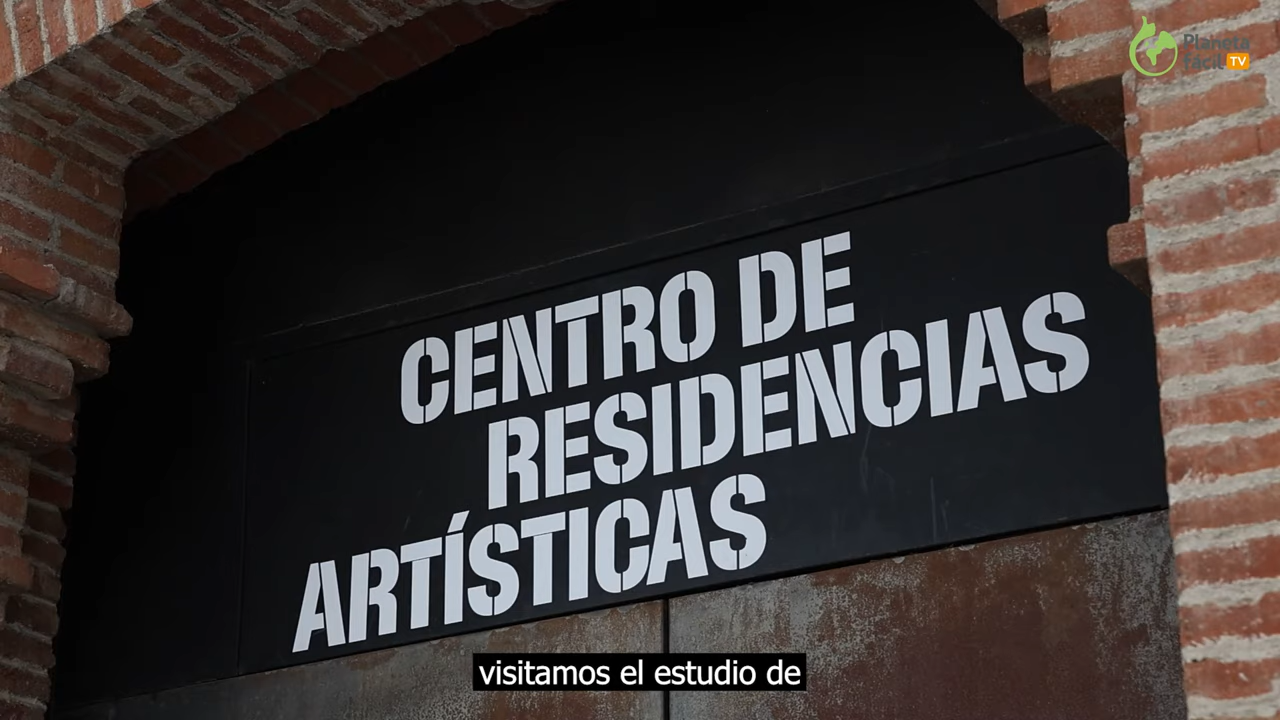 Planeta
fácil TV
CENTRO DE
RESIDENCIAS
ARTÍSTICAS
visitamos el estudio de